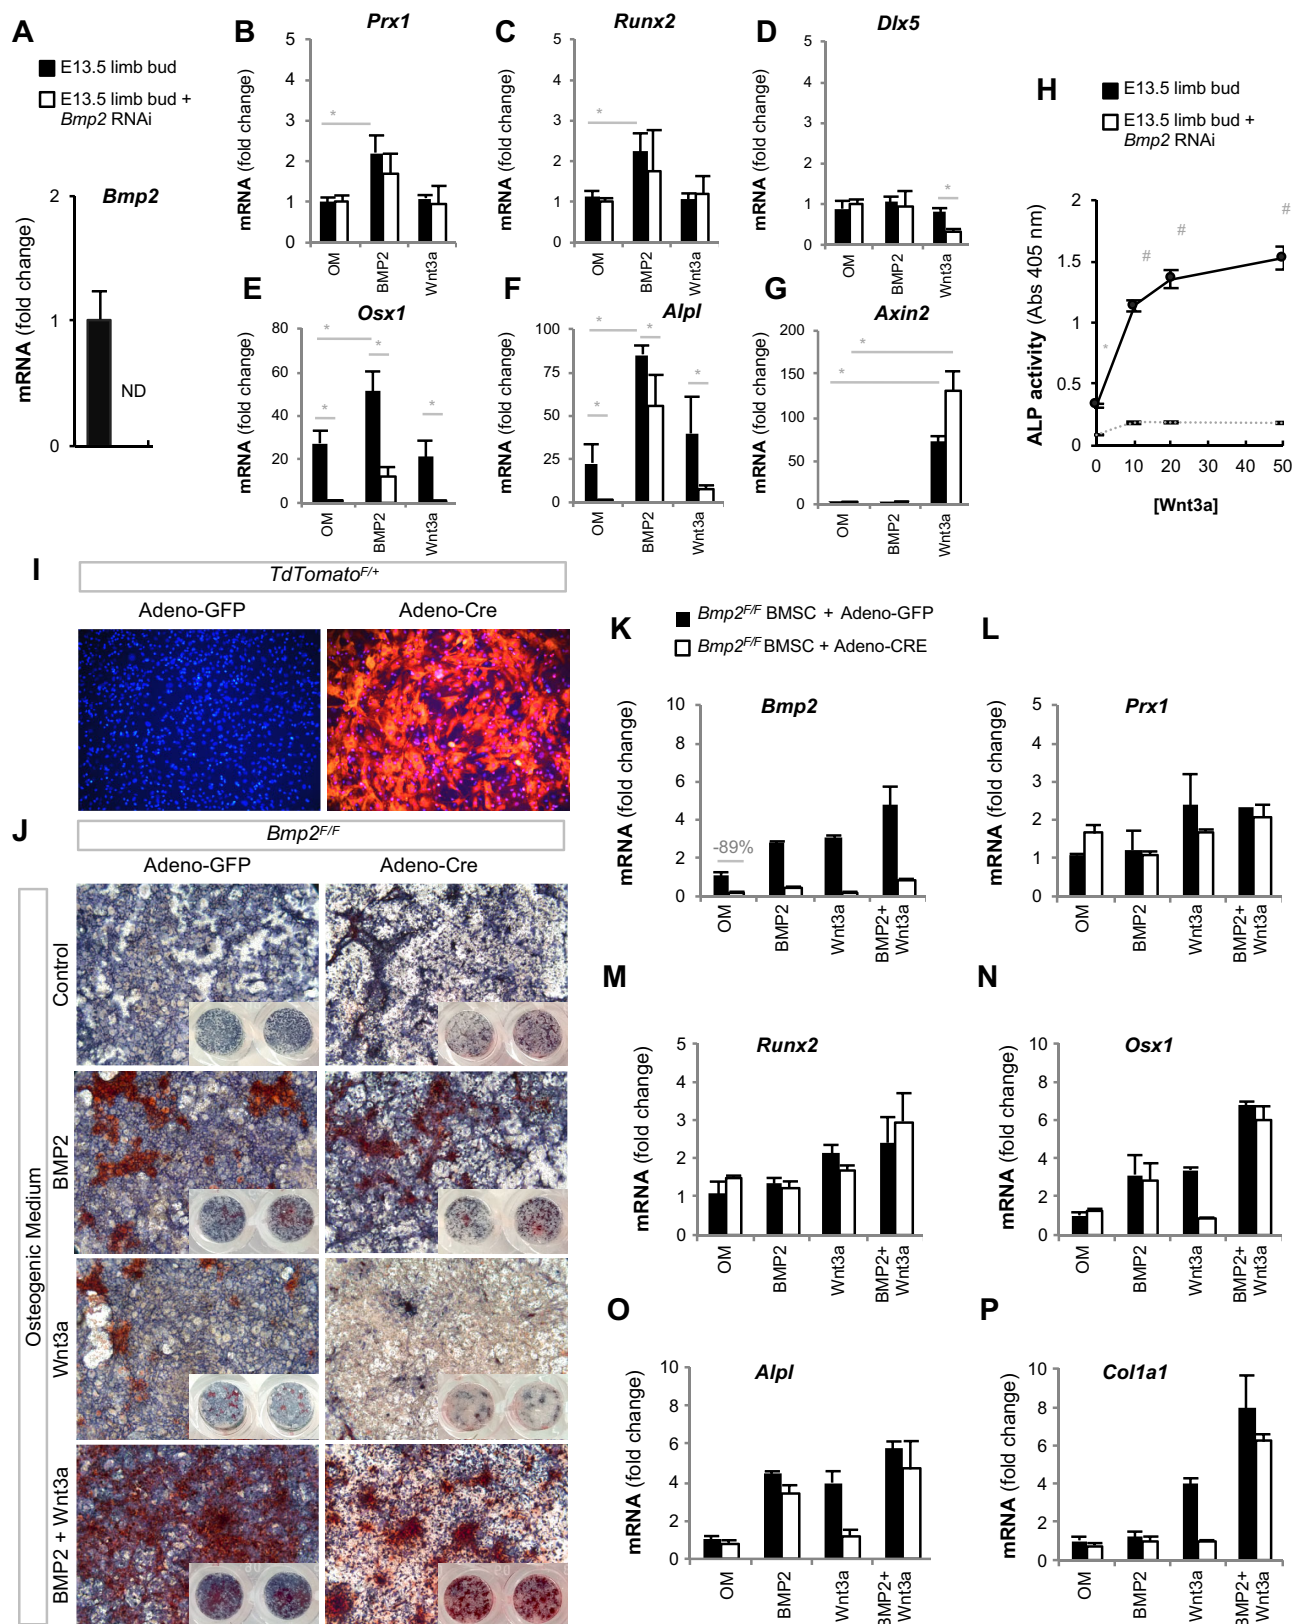 A
E13.5 limb bud
E13.5 limb bud +
Bmp2 RNAi
Bmp2
mRNA (fold change)
2
1
0
ND
B
Prx1
mRNA (fold change)
5
4
3
2
1
0
*
OM
BMP2
Wnt3a
C
Runx2
mRNA (fold change)
5
4
3
2
1
0
*
OM
BMP2
Wnt3a
D
Dlx5
mRNA (fold change)
5
4
3
2
1
0
*
OM
BMP2
Wnt3a
E
Osx1
mRNA (fold change)
80
60
40
20
0
*
*
*
*
OM
BMP2
Wnt3a
F
Alpl
mRNA (fold change)
100
75
50
25
0
*
*
*
*
OM
BMP2
Wnt3a
G
Axin2
mRNA (fold change)
200
150
100
50
0
*
*
OM
BMP2
Wnt3a
H
E13.5 limb bud
E13.5 limb bud +
Bmp2 RNAi
ALP activity (Abs 405 nm)
2
1.5
1
0.5
0
*
#
#
#
0 10 20 30 40 50
[Wnt3a]
I
TdTomatoF/+
Adeno-GFP Adeno-Cre
J
Bmp2F/F
Adeno-GFP Adeno-Cre
Osteogenic Medium
Control
BMP2
Wnt3a
BMP2 + Wnt3a
K
Bmp2F/F BMSC + Adeno-GFP
Bmp2F/F BMSC + Adeno-CRE
Bmp2
mRNA (fold change)
10
8
6
4
2
0
-89%
OM
BMP2
Wnt3a
BMP2+
Wnt3a
L
Prx1
mRNA (fold change)
5
4
3
2
1
0
OM
BMP2
Wnt3a
BMP2+
Wnt3a
M
Runx2
mRNA (fold change)
5
4
3
2
1
0
OM
BMP2
Wnt3a
BMP2+
Wnt3a
N
Osx1
mRNA (fold change)
10
8
6
4
2
0
OM
BMP2
Wnt3a
BMP2+
Wnt3a
O
Alpl
mRNA (fold change)
10
8
6
4
2
0
OM
BMP2
Wnt3a
BMP2+
Wnt3a
P
Col1a1
mRNA (fold change)
10
8
6
4
2
0
OM
BMP2
Wnt3a
BMP2+
Wnt3a